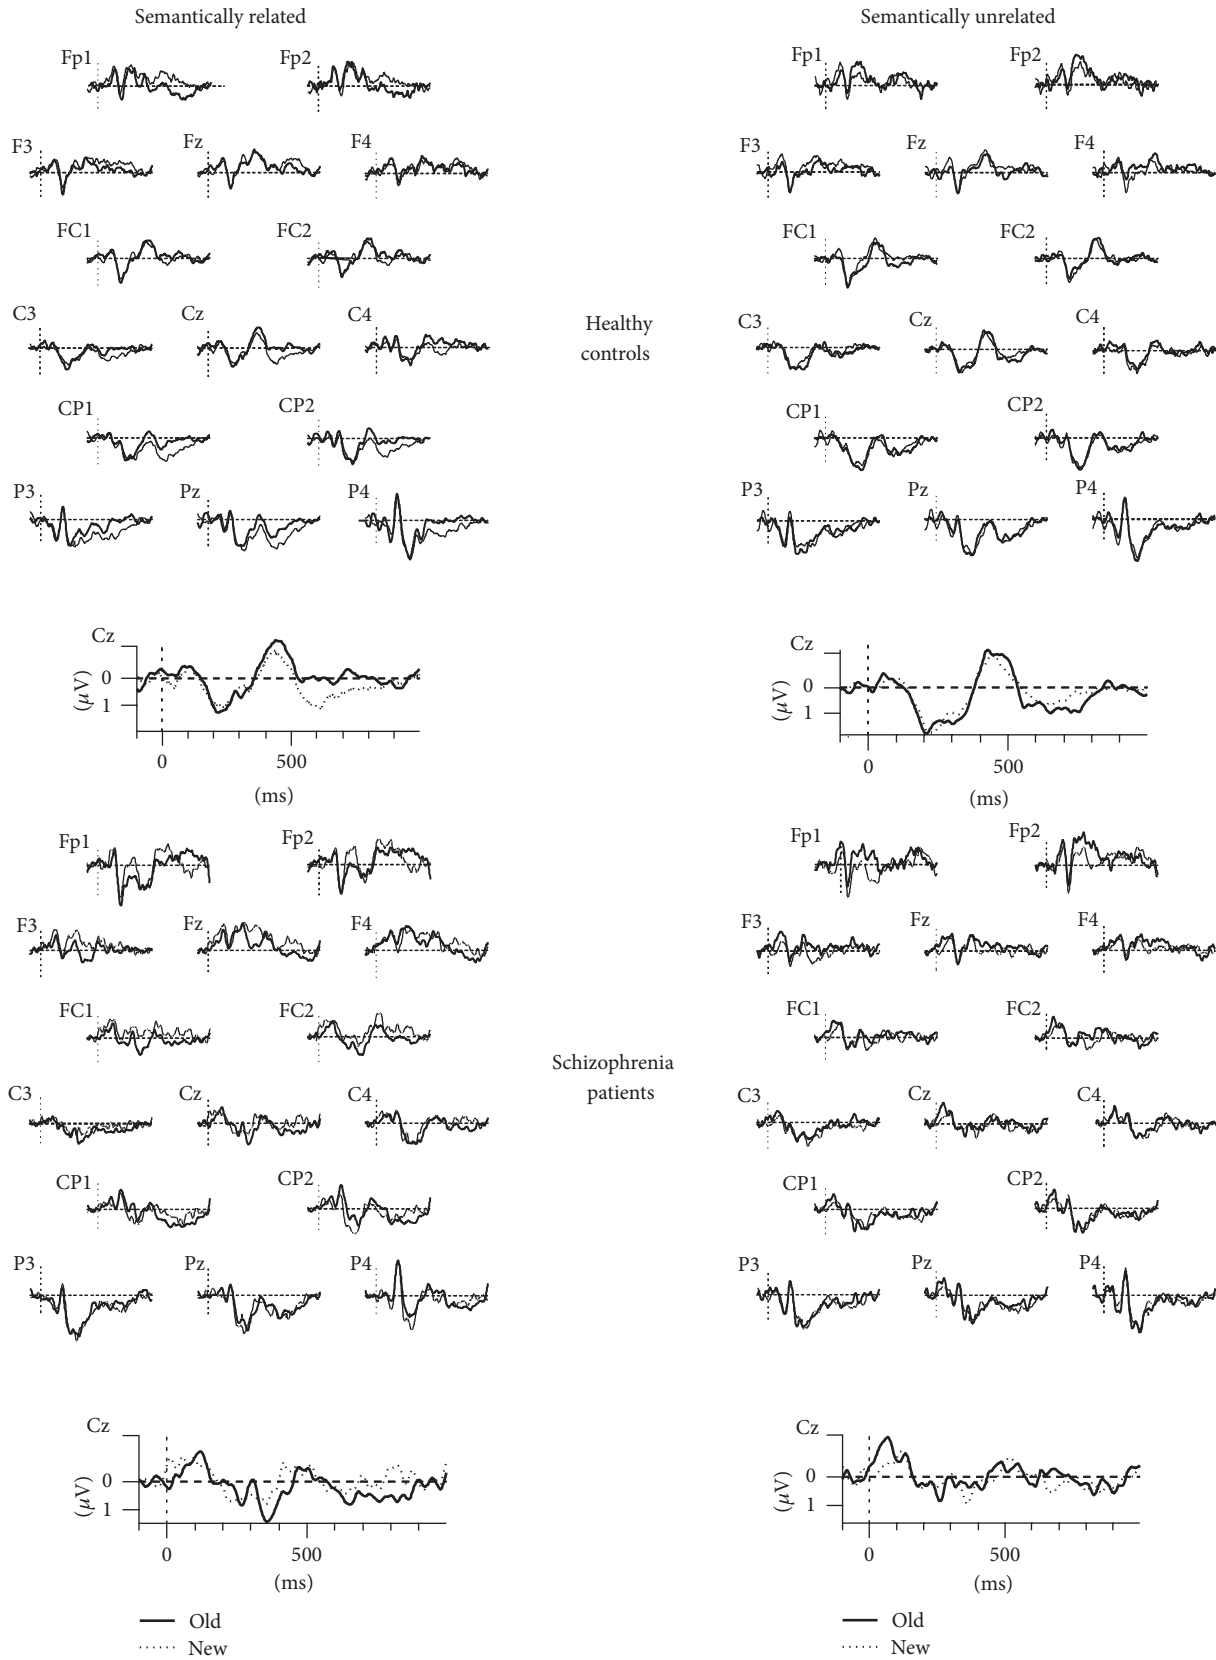 Semantically related
Semantically unrelated
Fp1
Fp2
Fp1
Fp2
F3
Fz
F4
F3
Fz
F4
FC1
FC2
FC1
FC2
C3
Cz
C4
Healthy
controls
C3
Cz
C4
CP1
CP2
CP1
CP2
P3
Pz
P4
P3
Pz
P4
Cz
0
1
(μV)
0
500
(ms)
Cz
0
1
(μV)
0
500
(ms)
Fp1
Fp2
Fp1
Fp2
F3
Fz
F4
F3
Fz
F4
FC1
FC2
FC1
FC2
Schizophrenia
patients
C3
Cz
C4
C3
Cz
C4
CP1
CP2
CP1
CP2
P3
Pz
P4
P3
Pz
P4
Cz
0
1
(μV)
0
500
(ms)
Old
New
Cz
0
1
(μV)
0
500
(ms)
Old
New